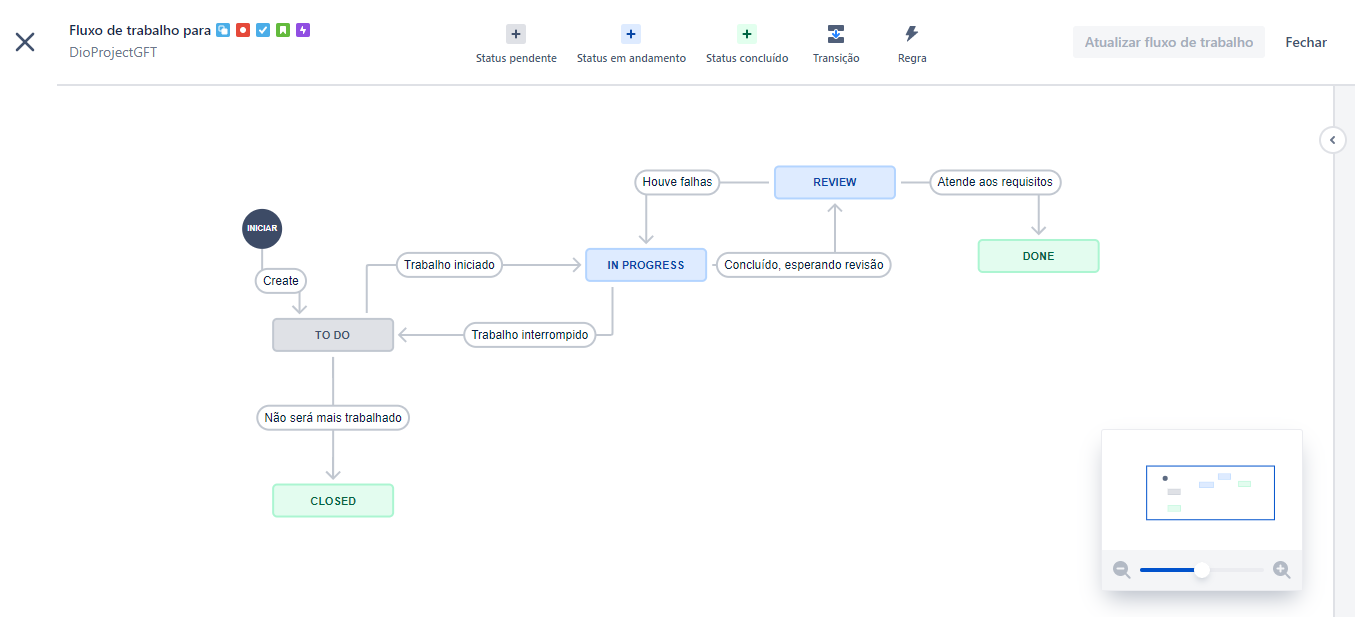 Fluxo de trabalho para
DioProjectGFT
Status pendente
Status em andamento
Status concluído
Transição
Regra
Atualizar fluxo de trabalho
Fechar
Houve falhas
REVIEW
Atende aos requisitos
INICIAR
Trabalho iniciado
IN PROGRESS
Concluído, esperando revisão
DONE
Create
TO DO
Trabalho interrompido
Não será mais trabalhado
CLOSED